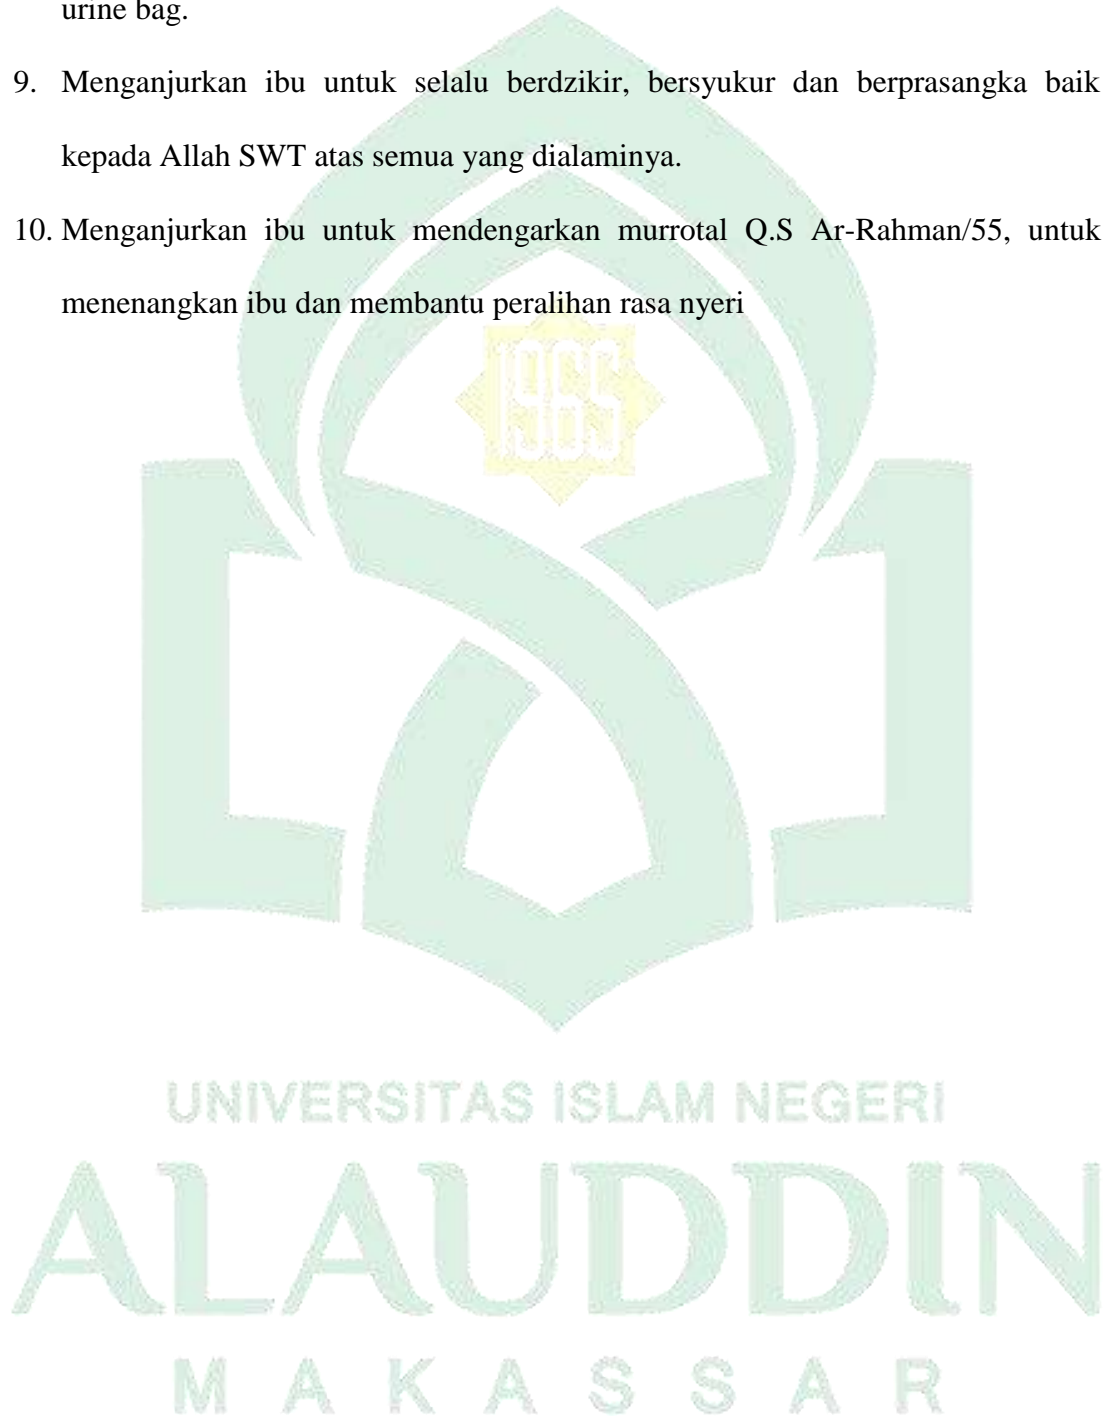 urine bag.
9. Menganjurkan ibu untuk selalu berdzikir, bersyukur dan berprasangka baik
kepada Allah SWT atas semua yang dialaminya.
10. Menganjurkan ibu untuk mendengarkan murrotal Q.S Ar-Rahman/55, untuk
menenangkan ibu dan membantu peralihan rasa nyeri
1965
UNIVERSITAS ISLAM NEGERI
ALAUDDIN
MAKASSAR